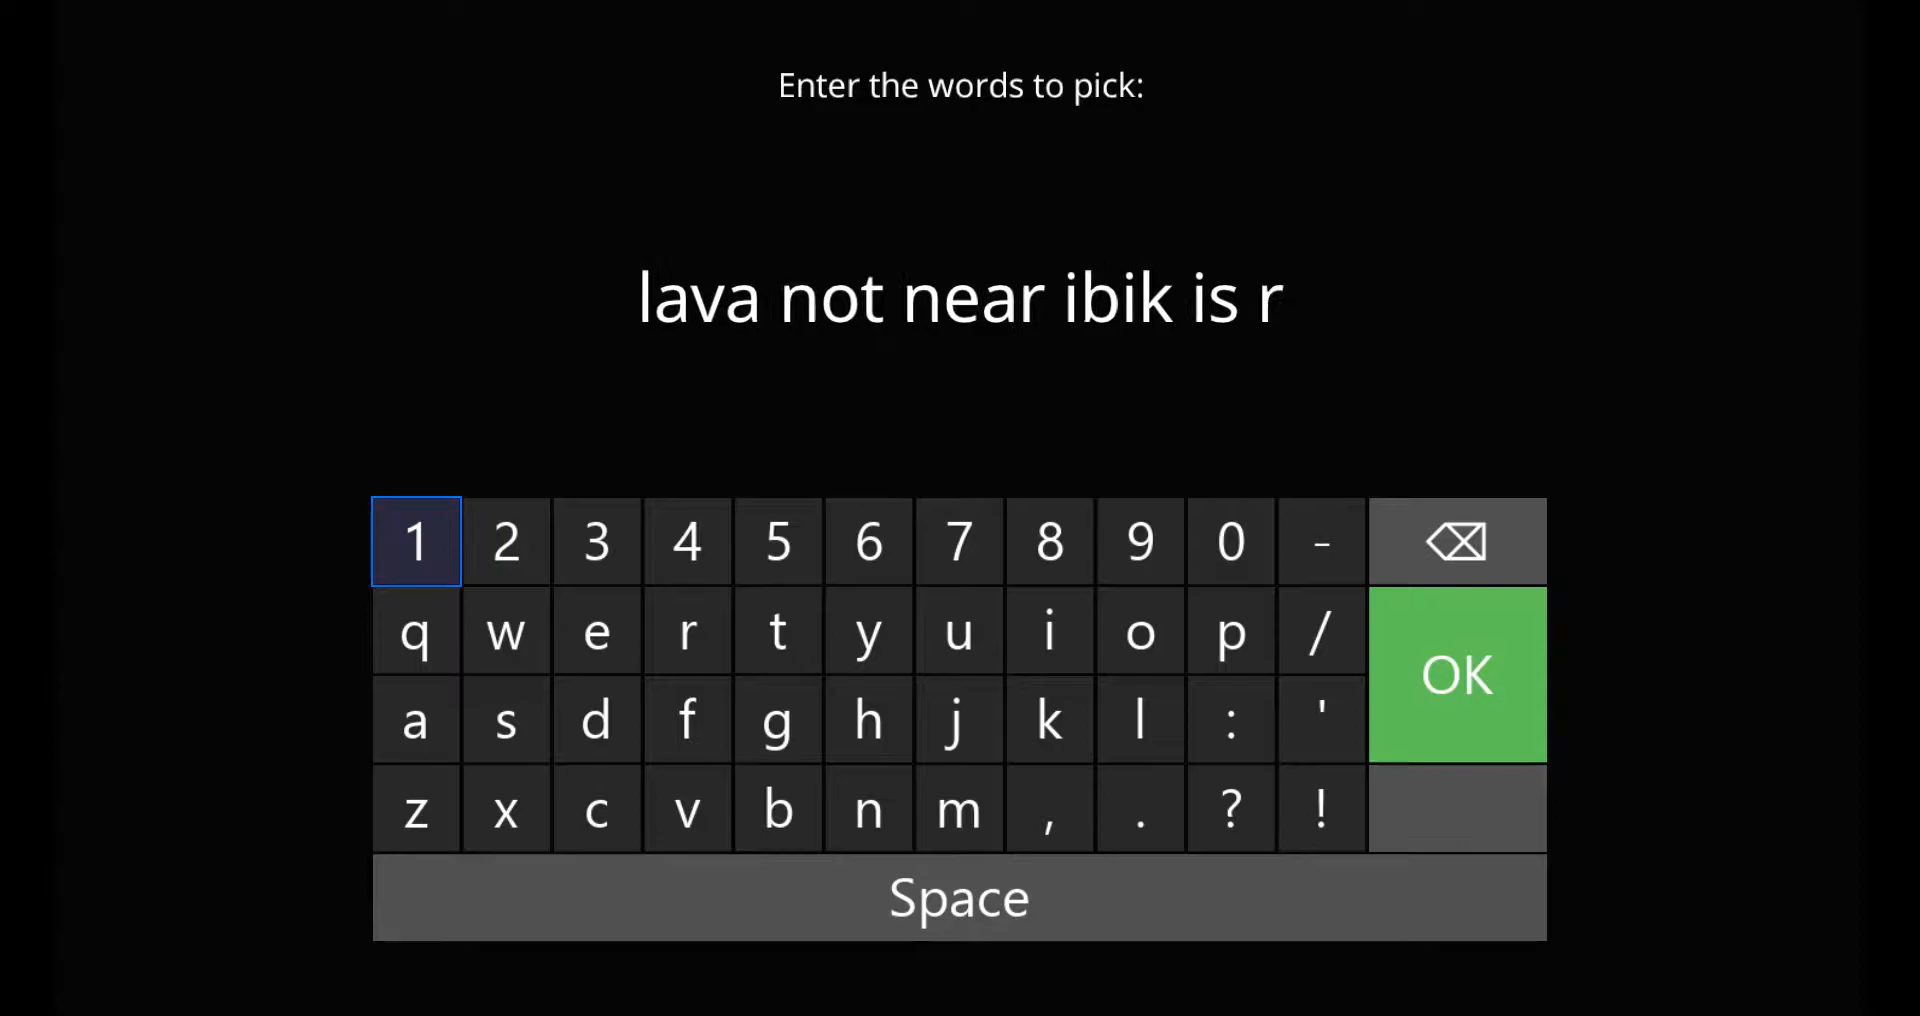 Enter the words to pick:
lava not near ibik is r
1 2 3 4 5 6 7 8 9 0 - ⌫
q w e r t y u i o p /
OK
a s d f g h j k l : '
z x c v b n m , . ? !
Space